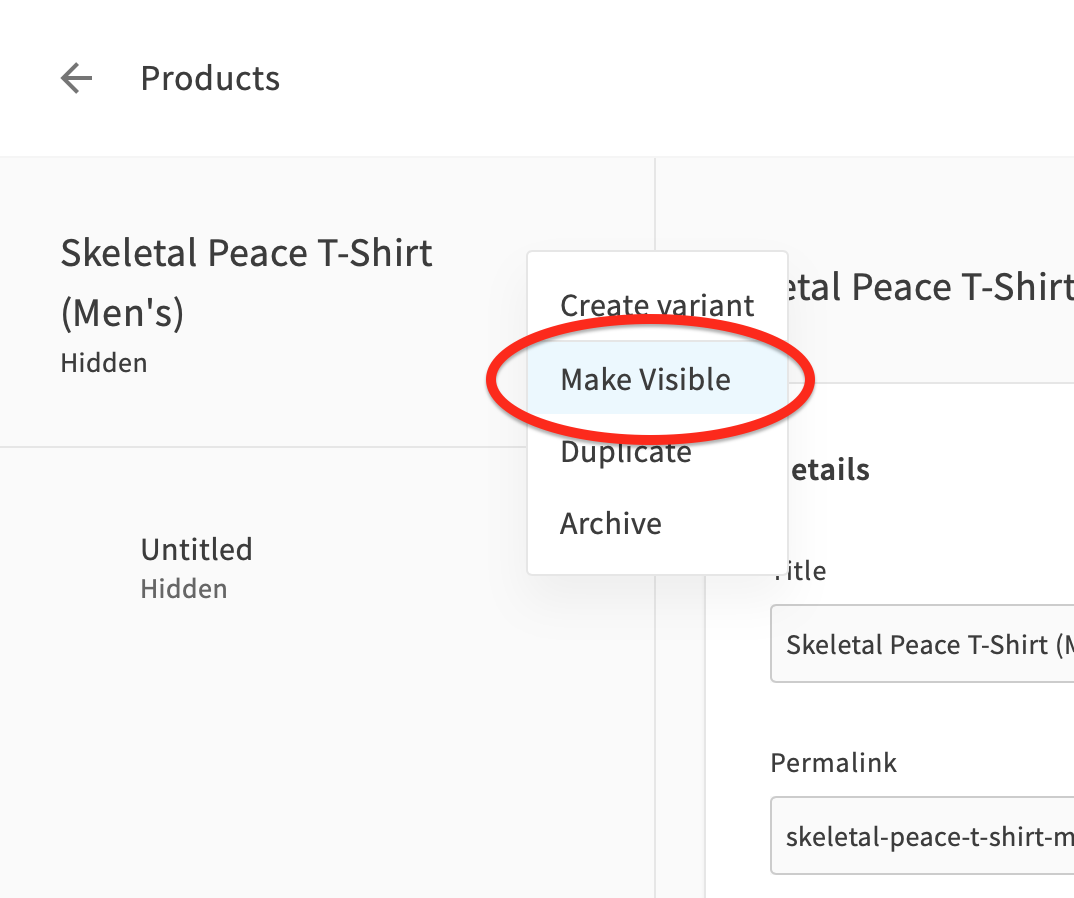 Products
Skeletal Peace T-Shirt
(Men's)
Hidden
Untitled
Hidden
Create variant
Make Visible
Duplicate
Archive
etal Peace T-Shirt
etails
Title
Skeletal Peace T-Shirt (M
Permalink
skeletal-peace-t-shirt-m